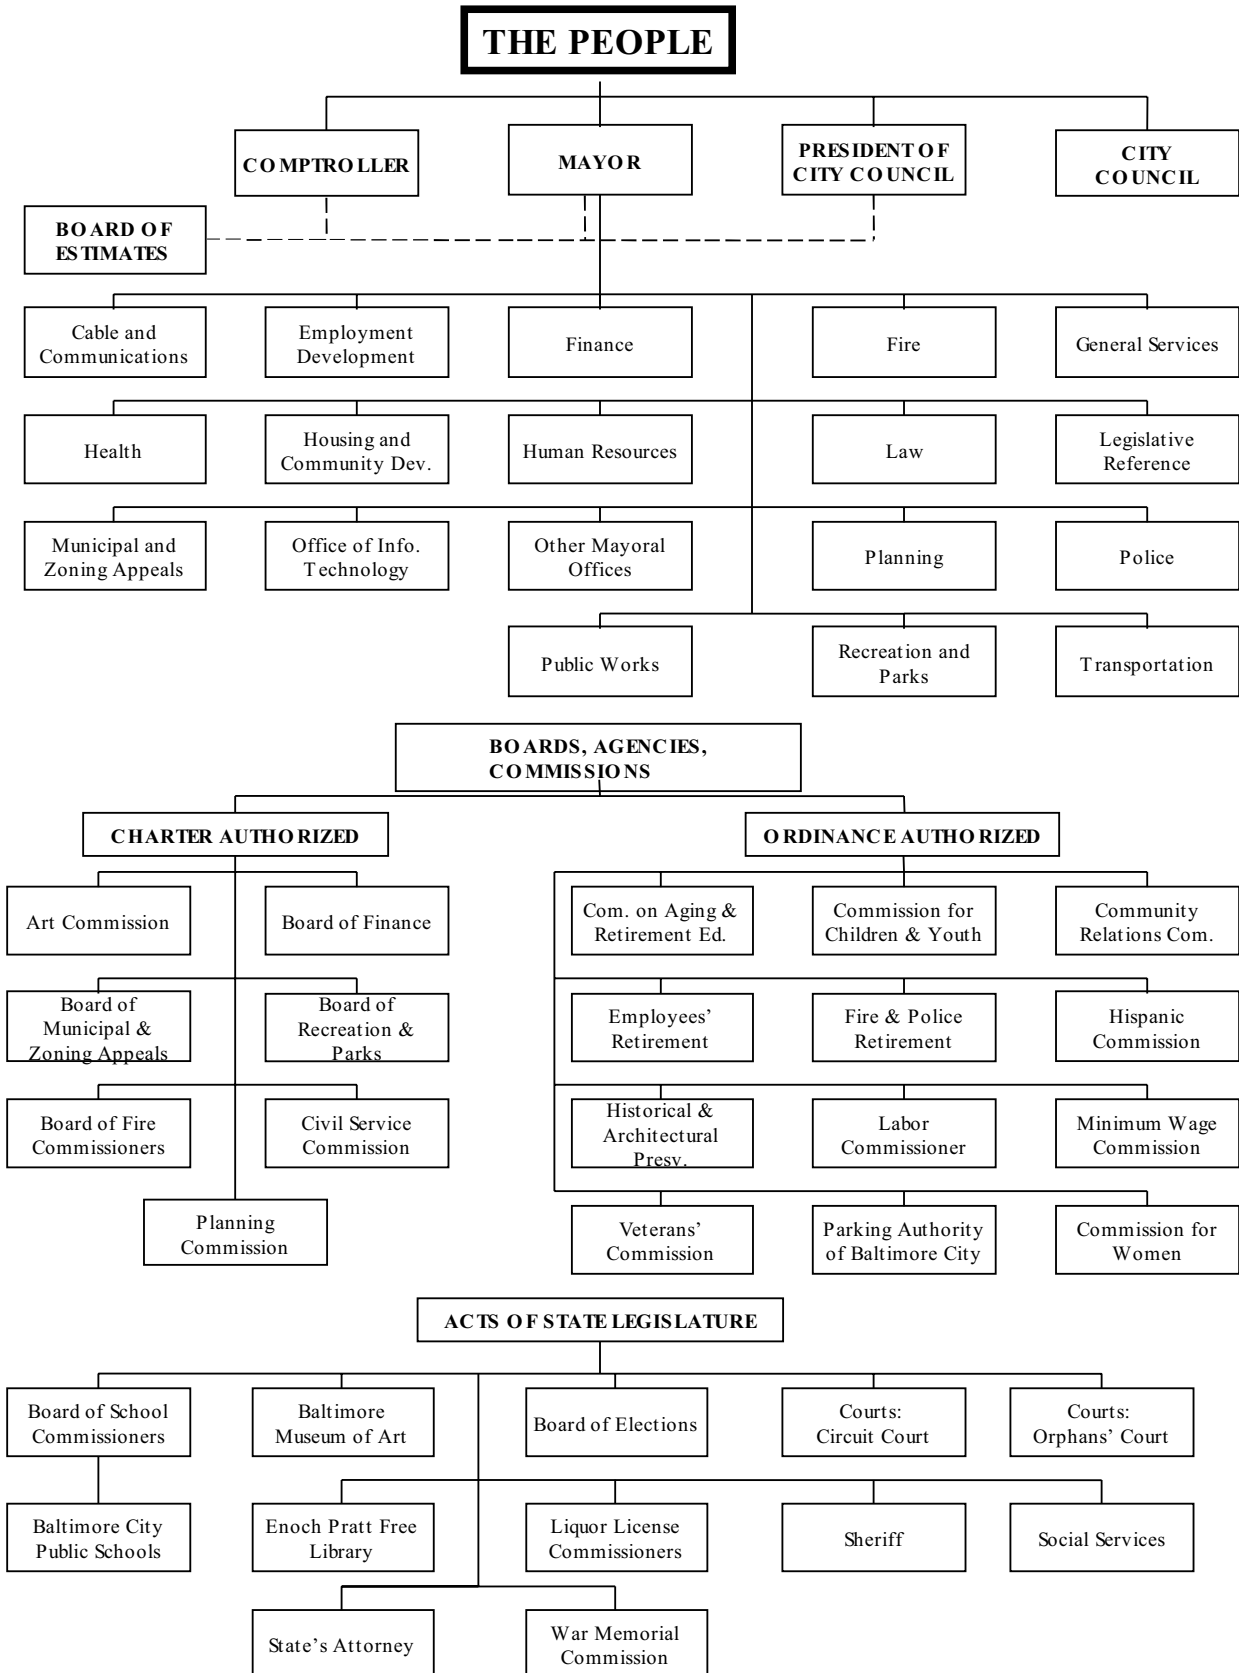 THE PEOPLE
COMPTROLLER
MAYOR
PRESIDENT OF
CITY COUNCIL
CITY
COUNCIL
BOARD OF
ESTIMATES
Cable and
Communications
Employment
Development
Finance
Fire
General Services
Health
Housing and
Community Dev.
Human Resources
Law
Legislative
Reference
Municipal and
Zoning Appeals
Office of Info.
Technology
Other Mayoral
Offices
Planning
Police
Public Works
Recreation and
Parks
Transportation
BOARDS, AGENCIES,
COMMISSIONS
CHARTER AUTHORIZED
ORDINANCE AUTHORIZED
Art Commission
Board of Finance
Com. on Aging &
Retirement Ed.
Commission for
Children & Youth
Community
Relations Com.
Board of
Municipal &
Zoning Appeals
Board of
Recreation &
Parks
Employees’
Retirement
Fire & Police
Retirement
Hispanic
Commission
Board of Fire
Commissioners
Civil Service
Commission
Historical &
Architectural
Presv.
Labor
Commissioner
Minimum Wage
Commission
Planning
Commission
Veterans’
Commission
Parking Authority
of Baltimore City
Commission for
Women
ACTS OF STATE LEGISLATURE
Board of School
Commissioners
Baltimore
Museum of Art
Board of Elections
Courts:
Circuit Court
Courts:
Orphans’ Court
Baltimore City
Public Schools
Enoch Pratt Free
Library
Liquor License
Commissioners
Sheriff
Social Services
State’s Attorney
War Memorial
Commission